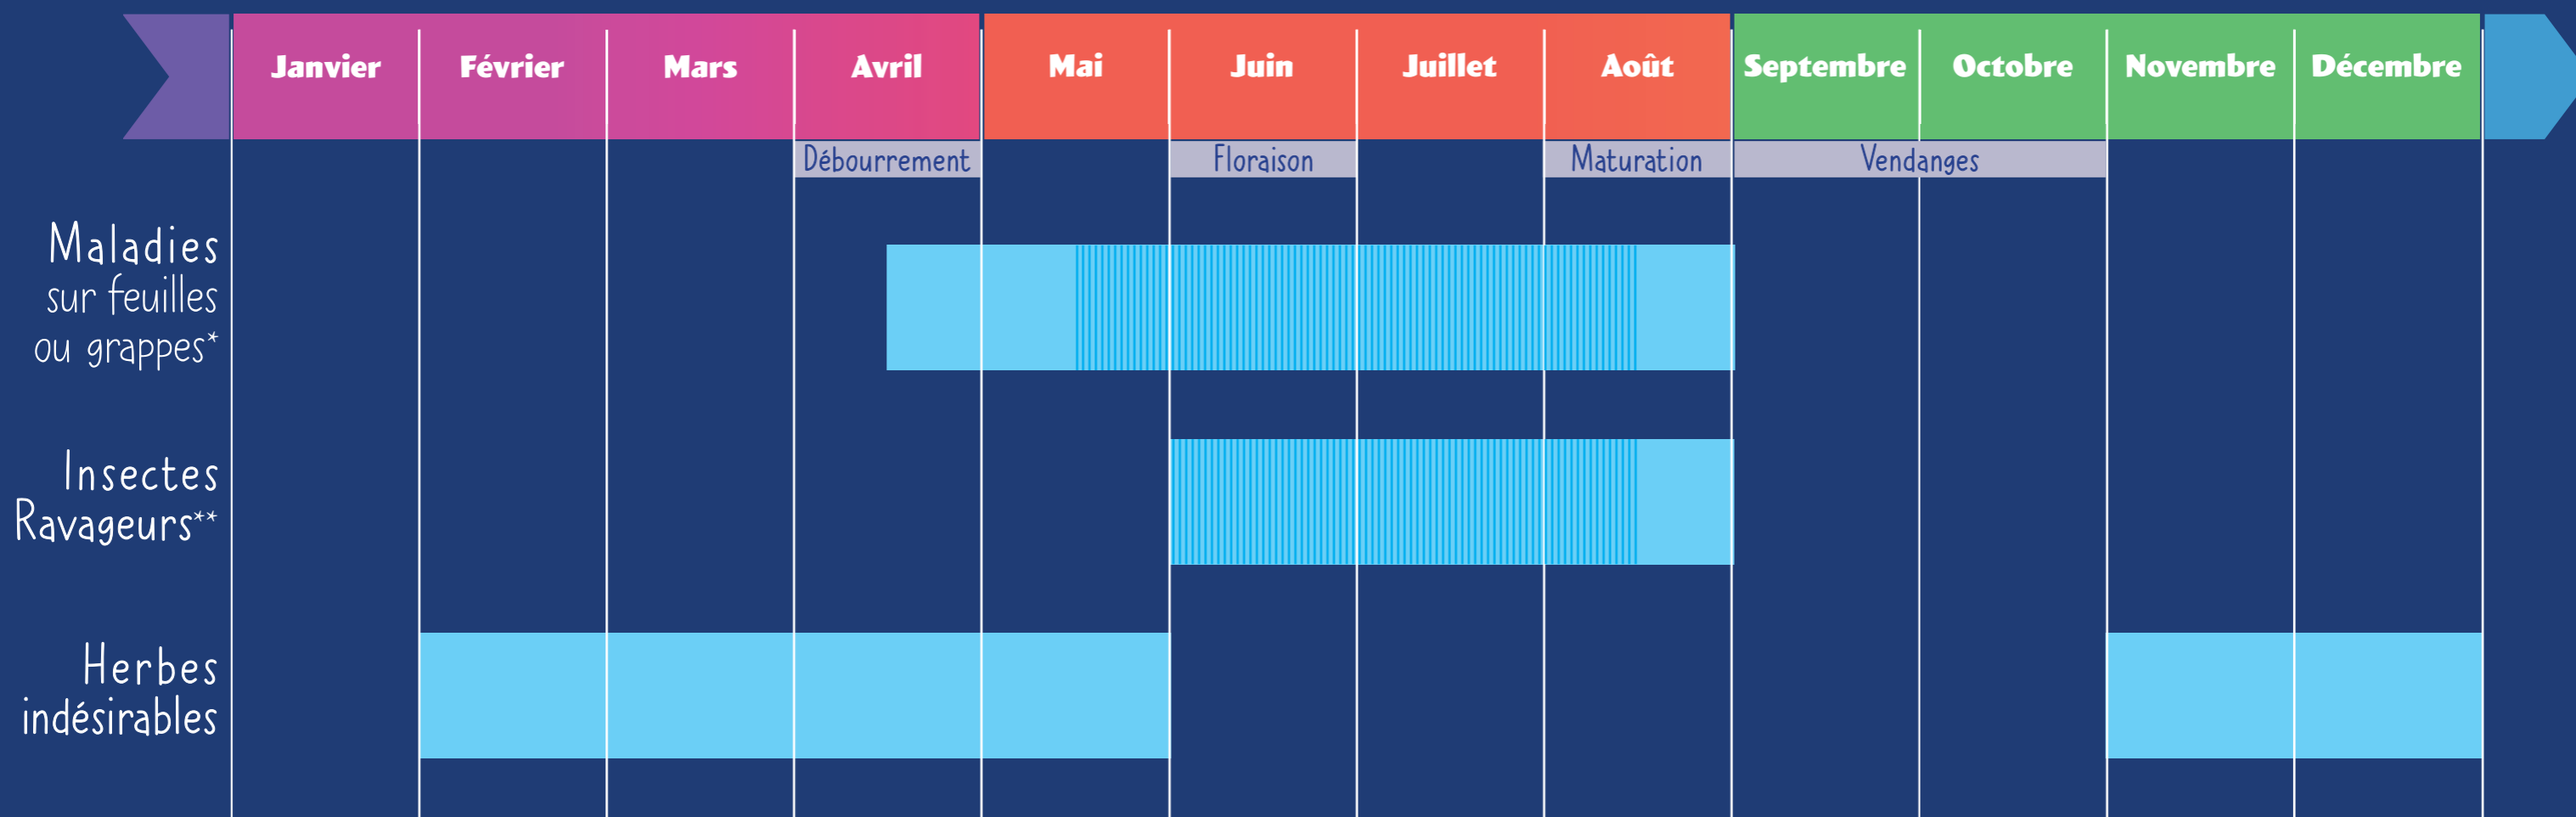 Janvier Février Mars Avril Mai Juin Juillet Août Septembre Octobre Novembre Décembre
Débourrement Floraison Maturation Vendanges
Maladies
sur feuilles
ou grappes*
Insectes
Ravageurs**
Herbes
indésirables